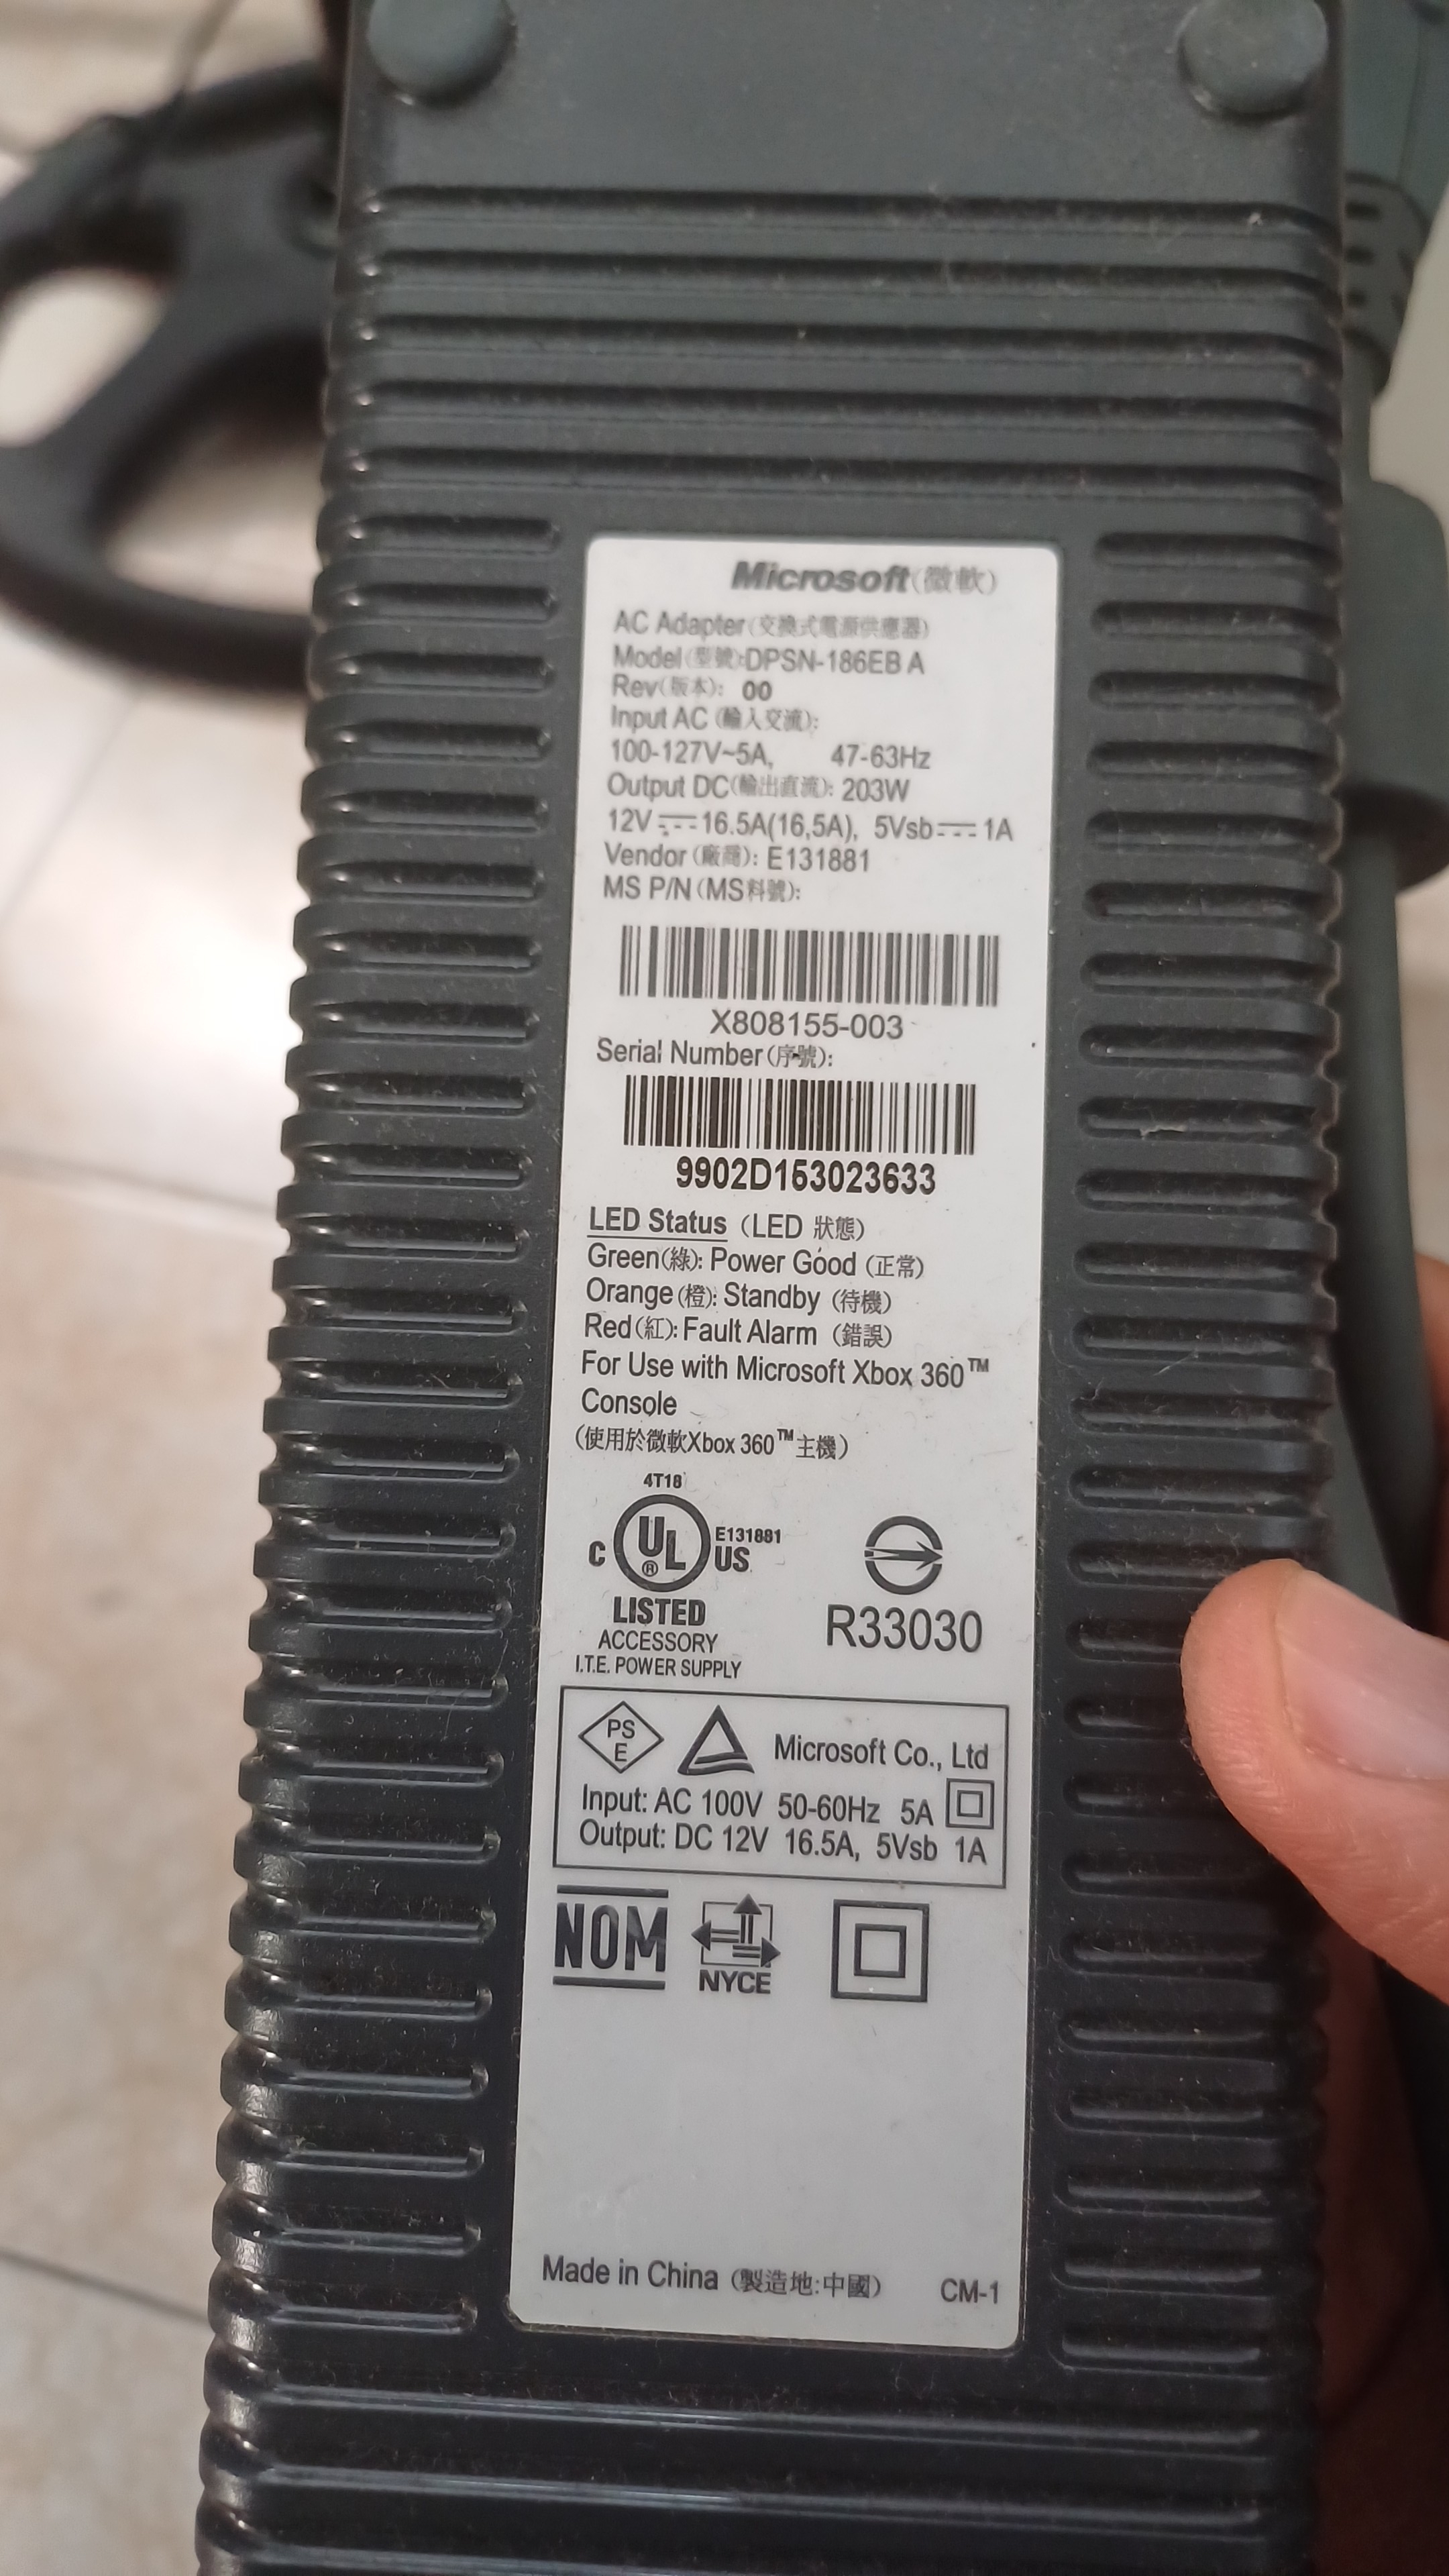 Microsoft(微軟)
AC Adapter(交換式電源供應器)
Model(型號):DPSN-186EB A
Rev(版本): 00
Input AC (輸入交流):
100-127V~5A, 47-63Hz
Output DC(輸出直流): 203W
12V⎓16.5A(16,5A), 5Vsb⎓1A
Vendor (廠商): E131881
MS P/N(MS料號):
X808155-003
Serial Number(序號):
9902D153023633
LED Status (LED 狀態)
Green(綠): Power Good (正常)
Orange(橙): Standby (待機)
Red(紅): Fault Alarm (錯誤)
For Use with Microsoft Xbox 360™
Console
(使用於微軟Xbox 360™主機)
4T18
C UL ® US E131881
LISTED
ACCESSORY
I.T.E. POWER SUPPLY
R33030
PS
E
Microsoft Co., Ltd
Input: AC 100V 50-60Hz 5A
Output: DC 12V 16.5A, 5Vsb 1A
NOM
NYCE
Made in China (製造地:中國) CM-1